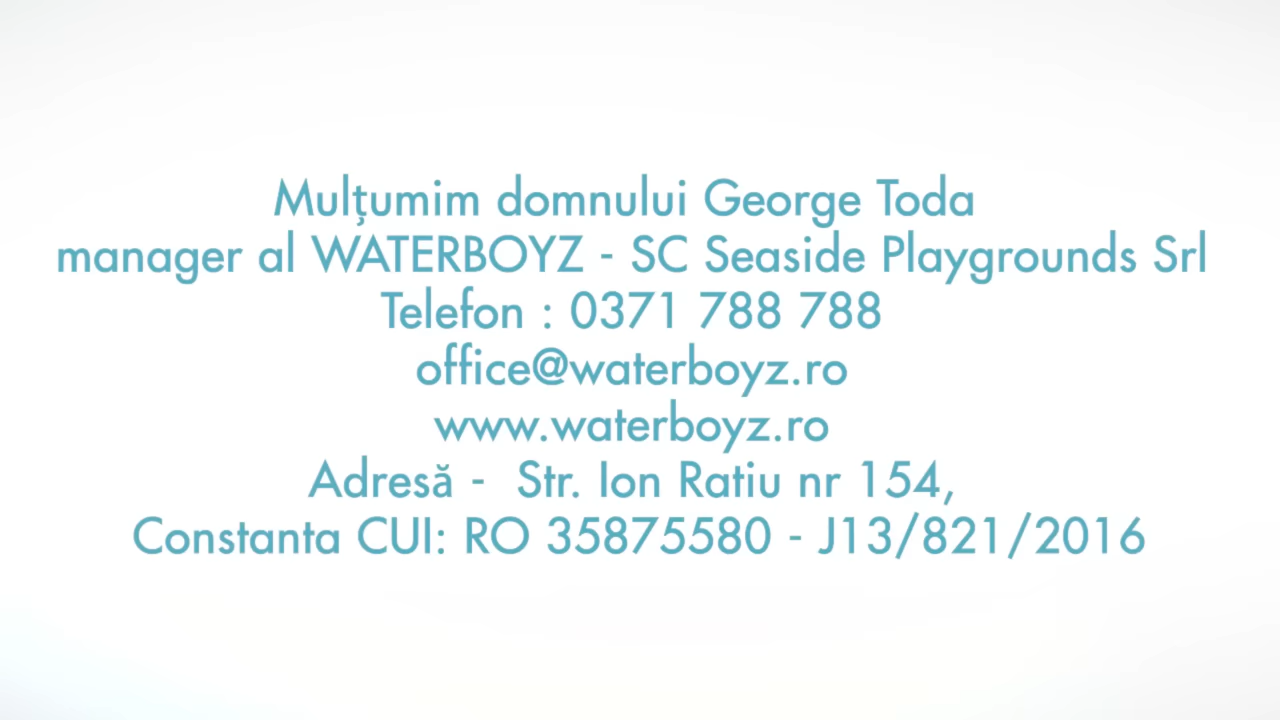 Mulțumim domnului George Toda
manager al WATERBOYZ - SC Seaside Playgrounds Srl
Telefon : 0371 788 788
office@waterboyz.ro
www.waterboyz.ro
Adresă -  Str. Ion Ratiu nr 154,
Constanta CUI: RO 35875580 - J13/821/2016